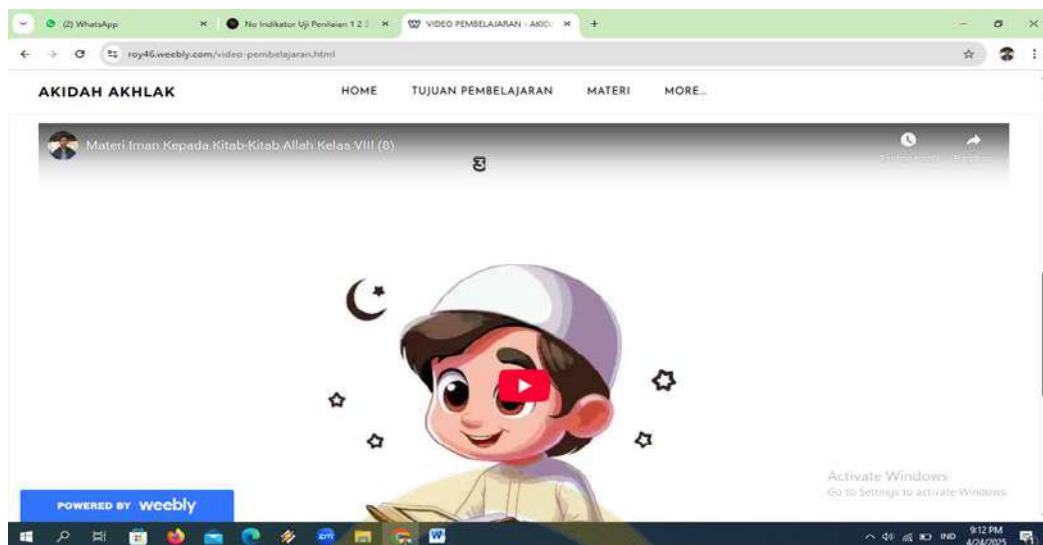 (2) WhatsApp
No Indikator Uji Penilaian 1 2 3
VIDEO PEMBELAJARAN - AKID
roy46.weebly.com/video-pembelajaran.html
AKIDAH AKHLAK
HOME
TUJUAN PEMBELAJARAN
MATERI
MORE...
Materi Iman Kepada Kitab-Kitab Allah Kelas VIII (8)
Activate Windows
Go to Settings to activate Windows.
POWERED BY weebly
zm
W
IND
9:12 PM
4/24/2025